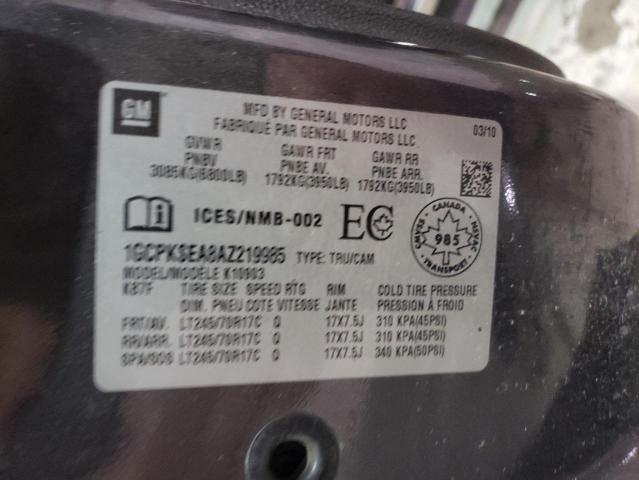 GM
MFD BY GENERAL MOTORS LLC
FABRIQUÉ PAR GENERAL MOTORS LLC
03/10
GVWR GAWR FRT GAWR RR
PNBV PNBE AV. PNBE ARR.
3085KG(6800LB) 1792KG(3950LB) 1792KG(3950LB)
ICES/NMB-002 EC
CANADA
CMVSS 985 NSVAC
TRANSPORT
1GCPKSEA8AZ219985 TYPE: TRU/CAM
MODEL/MODELE K10903
K87F TIRE SIZE SPEED RTG RIM COLD TIRE PRESSURE
DIM. PNEU COTE VITESSE JANTE PRESSION À FROID
FRT/AV. LT245/70R17C Q 17X7.5J 310 KPA(45PSI)
RR/ARR. LT245/70R17C Q 17X7.5J 310 KPA(45PSI)
SPA/SOS LT245/70R17C Q 17X7.5J 340 KPA(50PSI)